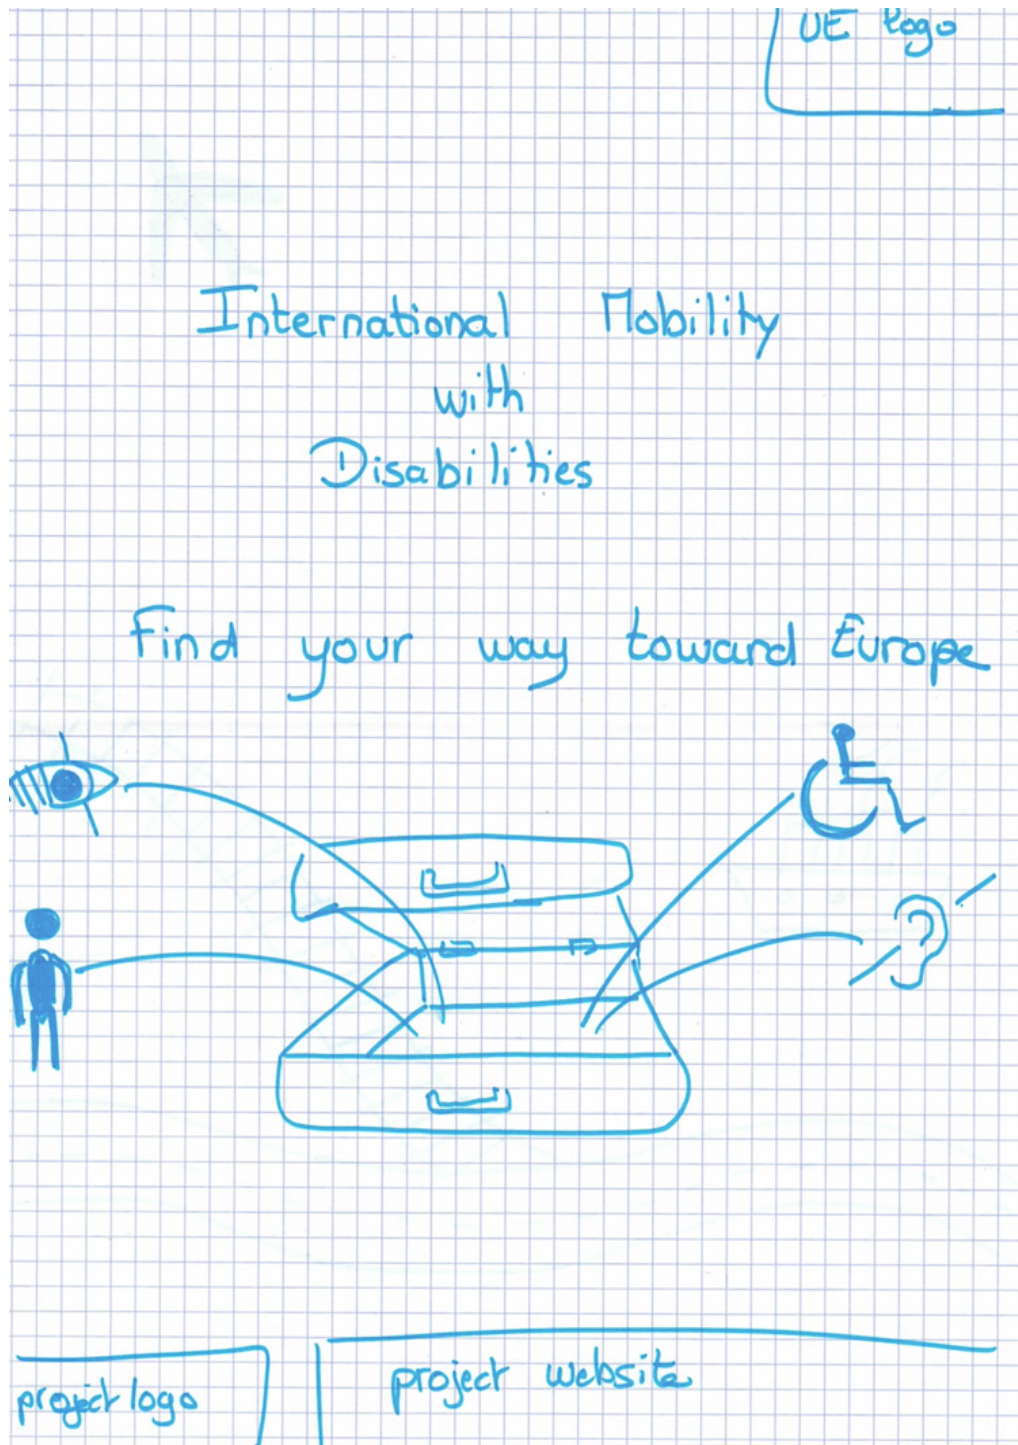 UE logo
International Mobility
with
Disabilities
Find your way toward Europe
project logo
project website